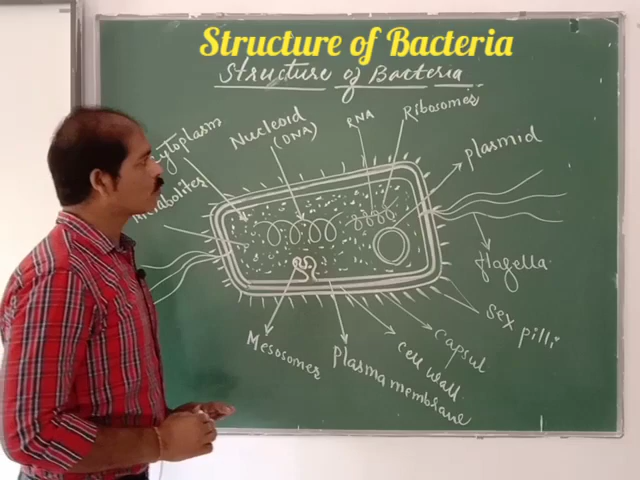 Structure of Bacteria
Structure of Bacteria
Cytoplasm
Nucleoid
(DNA)
RNA
Ribosomes
plasmid
Metabolites
flagella
sex pilli
capsul
cell wall
Plasma membrane
Mesosomes